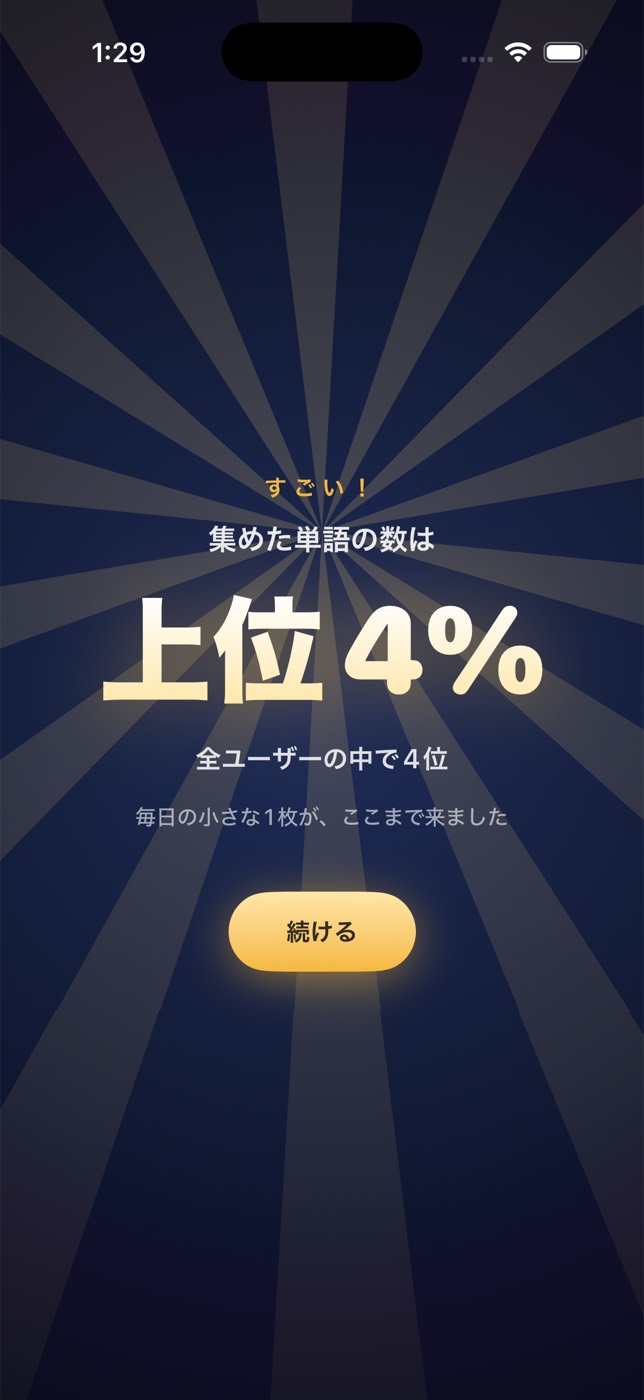 1:29
すごい！
集めた単語の数は
上位4%
全ユーザーの中で4位
毎日の小さな1枚が、ここまで来ました
続ける